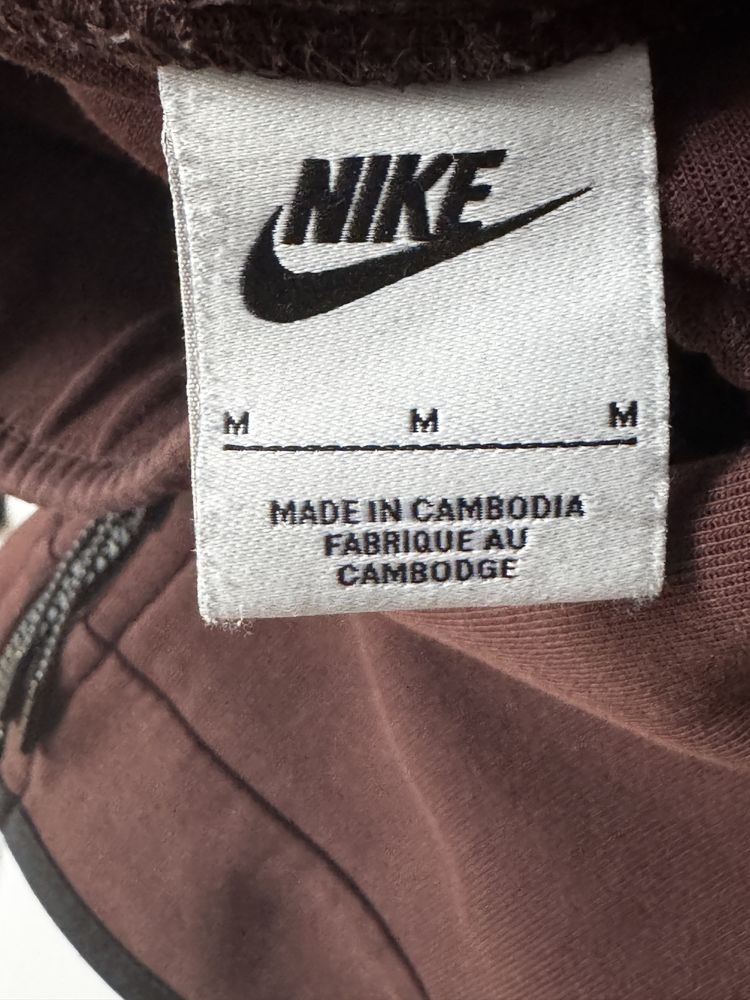 NIKE
M M M
MADE IN CAMBODIA
FABRIQUE AU
CAMBODGE